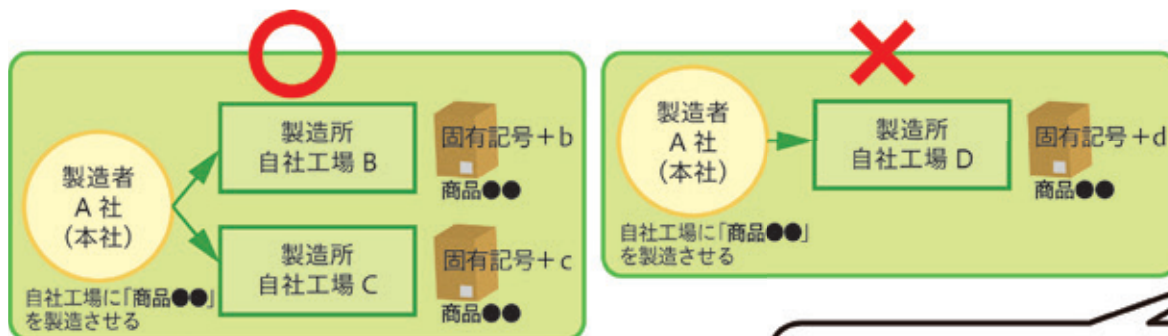 製造者
A 社
(本社)
自社工場に「商品●●」
を製造させる
製造所
自社工場 B
固有記号+b
商品●●
製造所
自社工場 C
固有記号+c
商品●●
製造者
A 社
(本社)
自社工場に「商品●●」
を製造させる
製造所
自社工場 D
固有記号+d
商品●●